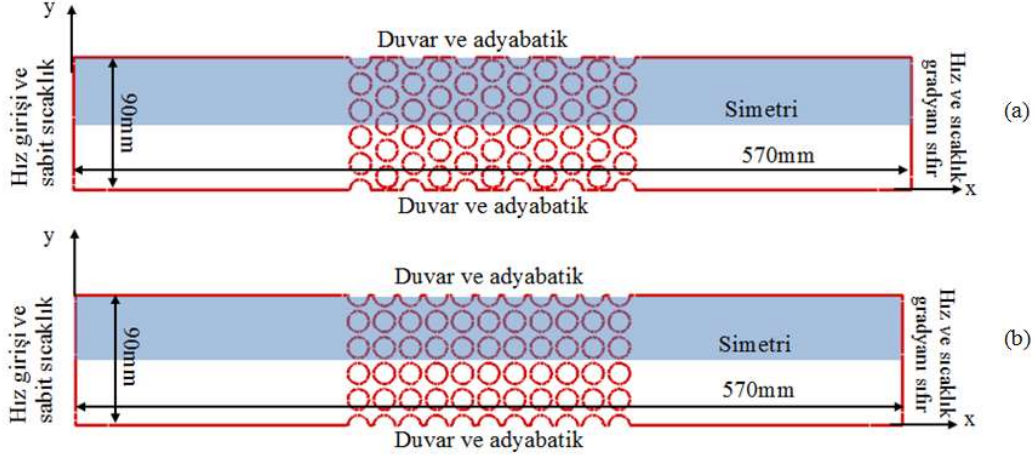 y
Duvar ve adyabatik
Hız girişi ve
sabit sıcaklık
90mm
Simetri
570mm
Hız ve sıcaklık
gradyanı sıfır
(a)
x
Duvar ve adyabatik
y
Duvar ve adyabatik
Hız girişi ve
sabit sıcaklık
90mm
Simetri
570mm
Hız ve sıcaklık
gradyanı sıfır
(b)
x
Duvar ve adyabatik